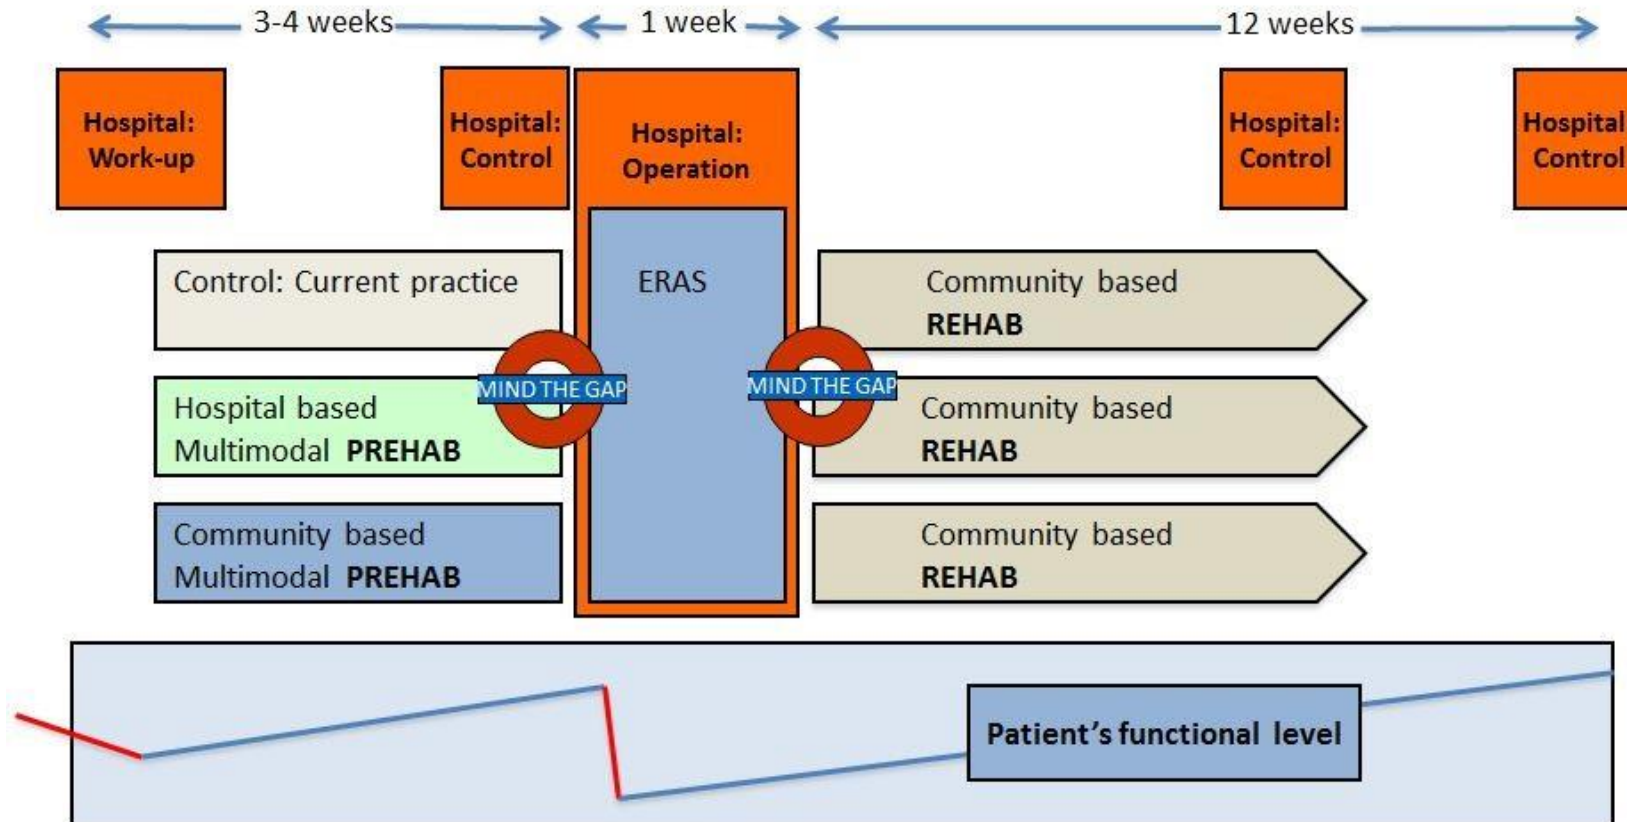 3-4 weeks
1 week
12 weeks
Hospital:
Work-up
Hospital:
Control
Hospital:
Operation
Hospital:
Control
Hospital
Control
Control: Current practice
ERAS
Community based
REHAB
MIND THE GAP
MIND THE GAP
Hospital based
Multimodal PREHAB
Community based
REHAB
Community based
Multimodal PREHAB
Community based
REHAB
Patient’s functional level